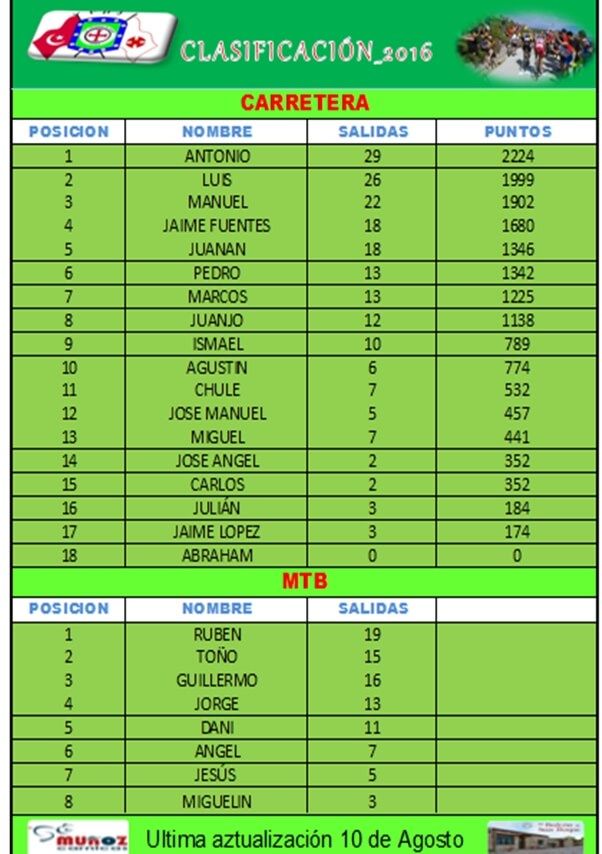 CLASIFICACIÓN_2016
CARRETERA
POSICION NOMBRE SALIDAS PUNTOS
1 ANTONIO 29 2224
2 LUIS 26 1999
3 MANUEL 22 1902
4 JAIME FUENTES 18 1680
5 JUANAN 18 1346
6 PEDRO 13 1342
7 MARCOS 13 1225
8 JUANJO 12 1138
9 ISMAEL 10 789
10 AGUSTIN 6 774
11 CHULE 7 532
12 JOSE MANUEL 5 457
13 MIGUEL 7 441
14 JOSE ANGEL 2 352
15 CARLOS 2 352
16 JULIÁN 3 184
17 JAIME LOPEZ 3 174
18 ABRAHAM 0 0
MTB
POSICION NOMBRE SALIDAS
1 RUBEN 19
2 TOÑO 15
3 GUILLERMO 16
4 JORGE 13
5 DANI 11
6 ANGEL 7
7 JESÚS 5
8 MIGUELIN 3
MUÑOZ
Ultima aztualización 10 de Agosto